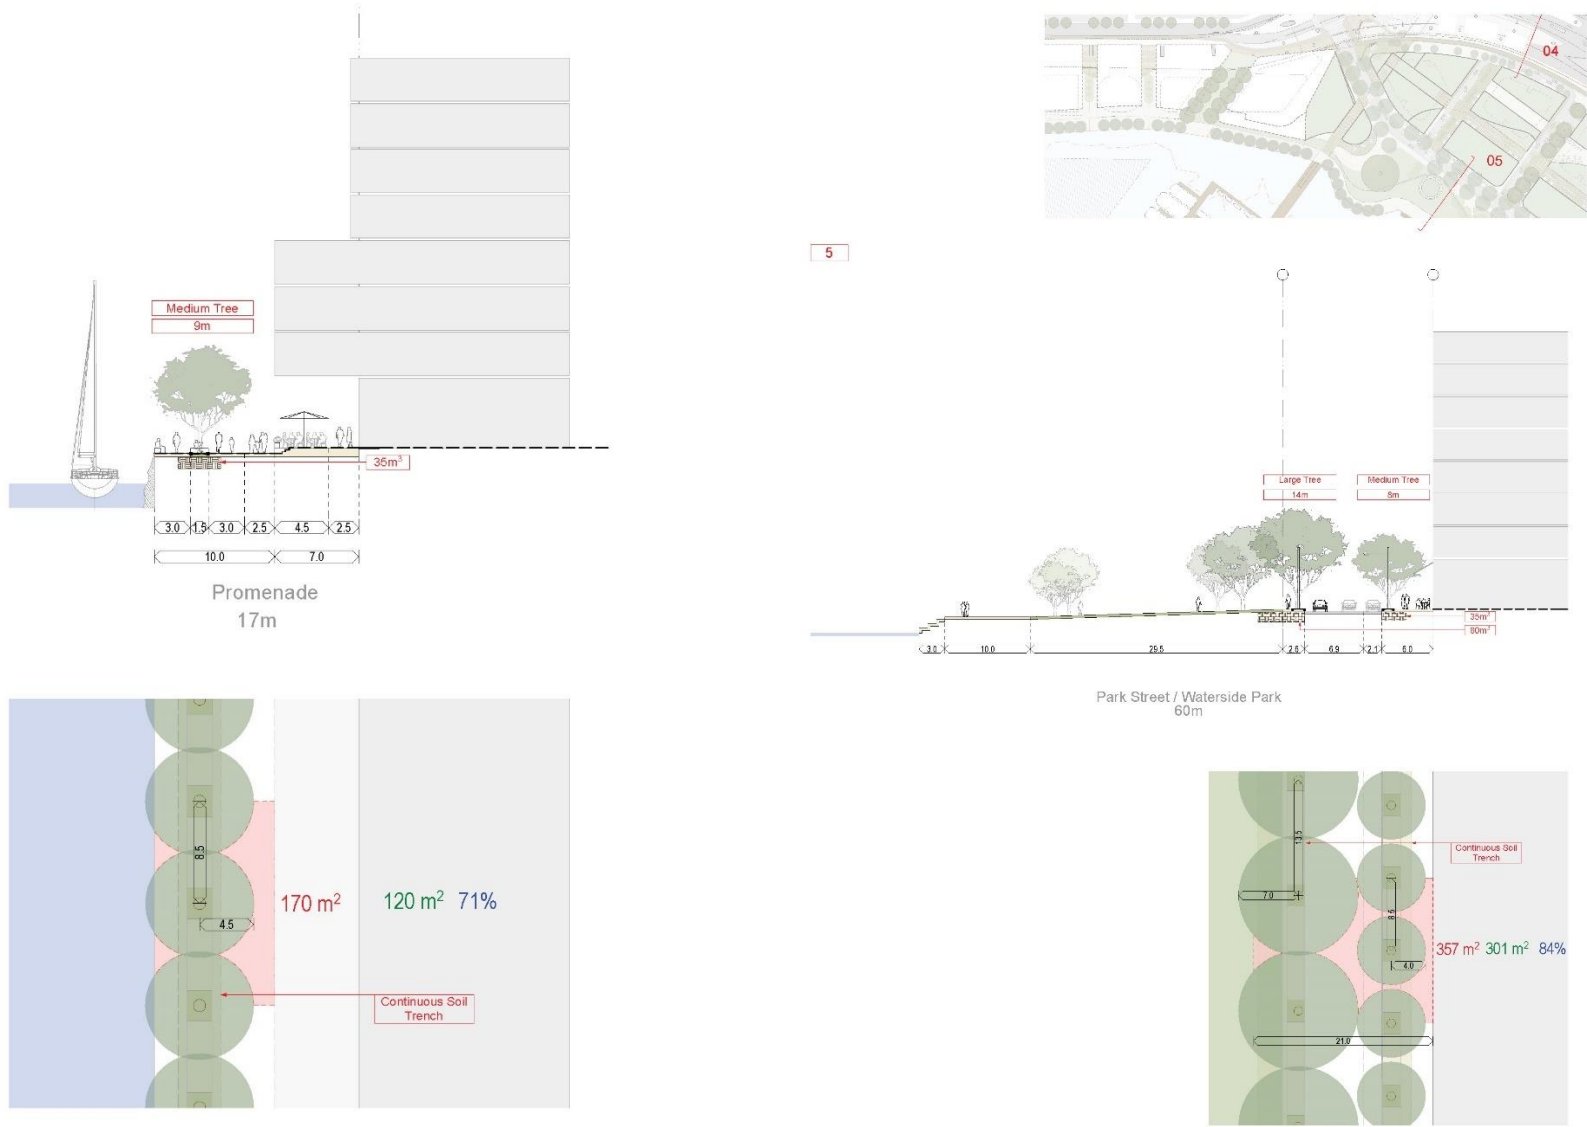 Medium Tree
9m
35m³
3.0 1.5 3.0 2.5 4.5 2.5
10.0 7.0
Promenade
17m
8.5
4.5
170 m² 120 m² 71%
Continuous Soil
Trench
04
05
5
Large Tree
14m
Medium Tree
8m
35m³
80m³
3.0 10.0 29.5 2.6 6.9 2.1 6.0
Park Street / Waterside Park
60m
13.5
Continuous Soil
Trench
7.0
8.5
4.0
357 m² 301 m² 84%
21.0